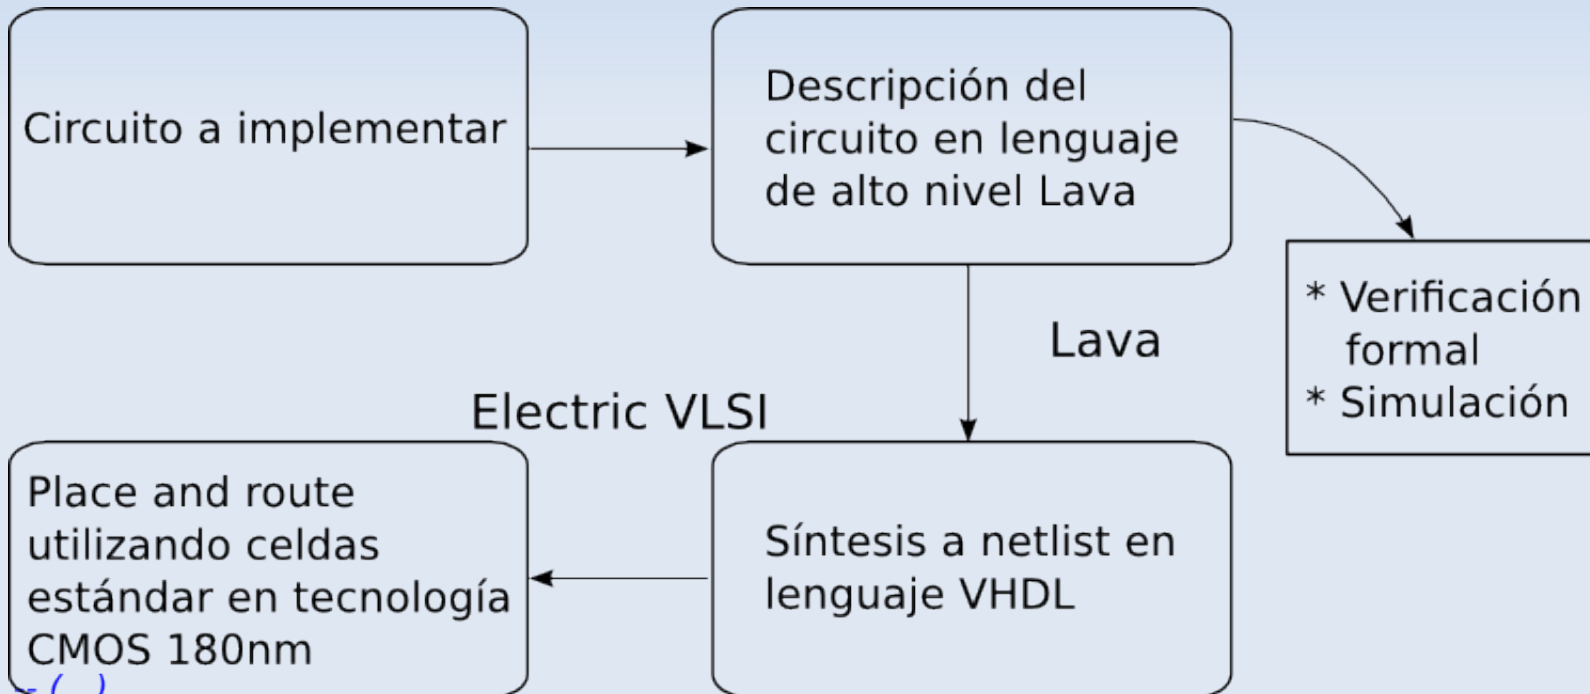 Circuito a implementar
Descripción del
circuito en lenguaje
de alto nivel Lava
* Verificación
formal
* Simulación
Lava
Electric VLSI
Síntesis a netlist en
lenguaje VHDL
Place and route
utilizando celdas
estándar en tecnología
CMOS 180nm